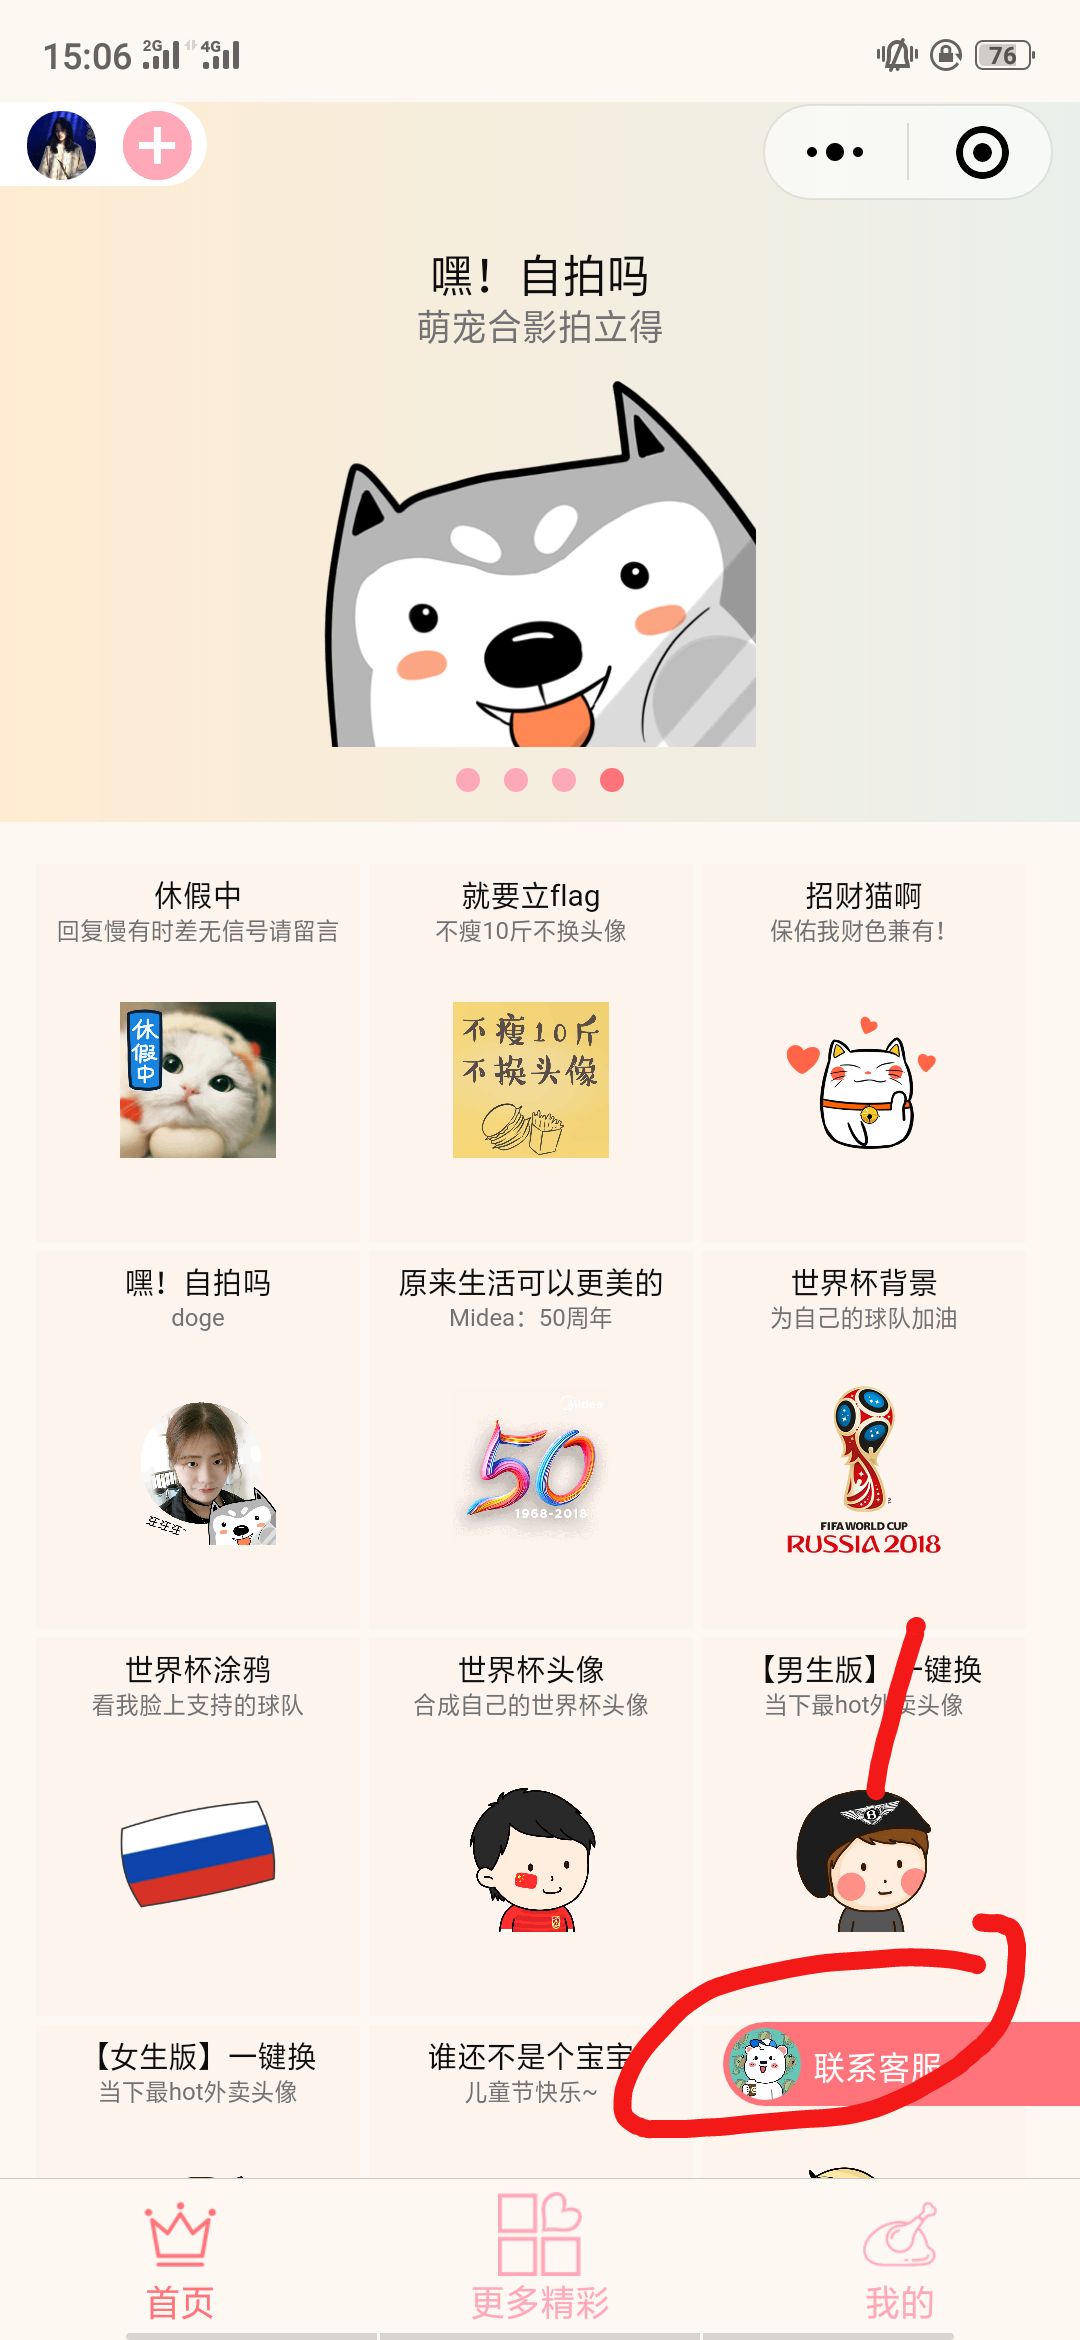 15:06 2G 4G 76
嘿！自拍吗
萌宠合影拍立得
休假中
回复慢有时差无信号请留言
休假中
就要立flag
不瘦10斤不换头像
不瘦10斤
不换头像
招财猫啊
保佑我财色兼有！
嘿！自拍吗
doge
汪汪汪~
原来生活可以更美的
Midea：50周年
Midea
50
1968-2018
世界杯背景
为自己的球队加油
FIFA WORLD CUP
RUSSIA 2018
世界杯涂鸦
看我脸上支持的球队
世界杯头像
合成自己的世界杯头像
【男生版】一键换
当下最hot外卖头像
B
【女生版】一键换
当下最hot外卖头像
谁还不是个宝宝
儿童节快乐~
联系客服
首页
更多精彩
我的